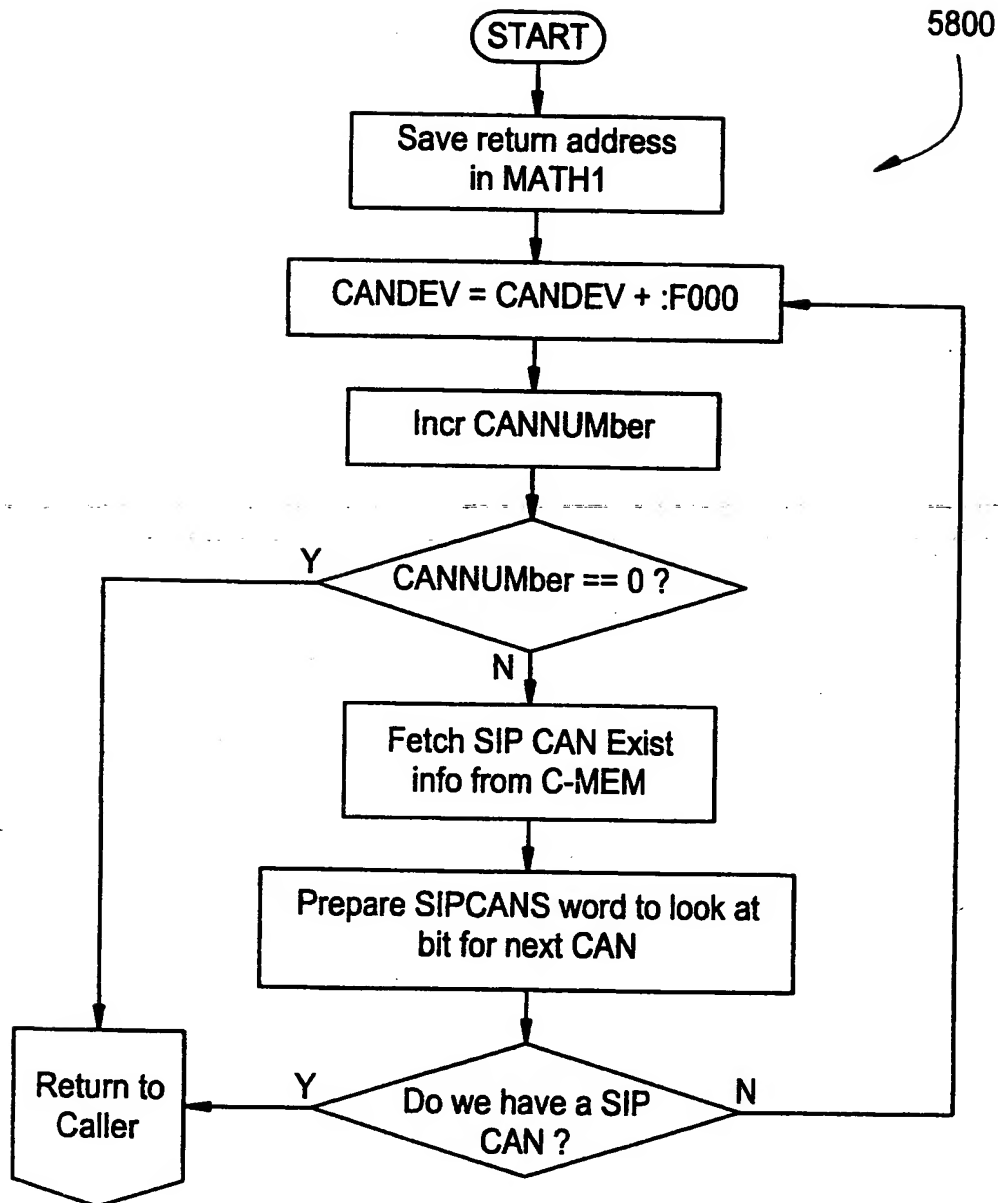 START
5800
Save return address
in MATH1
CANDEV = CANDEV + :F000
Incr CANNUMber
Y
CANNUMber == 0 ?
N
Fetch SIP CAN Exist
info from C-MEM
Prepare SIPCANS word to look at
bit for next CAN
Return to
Caller
Y
Do we have a SIP
CAN ?
N